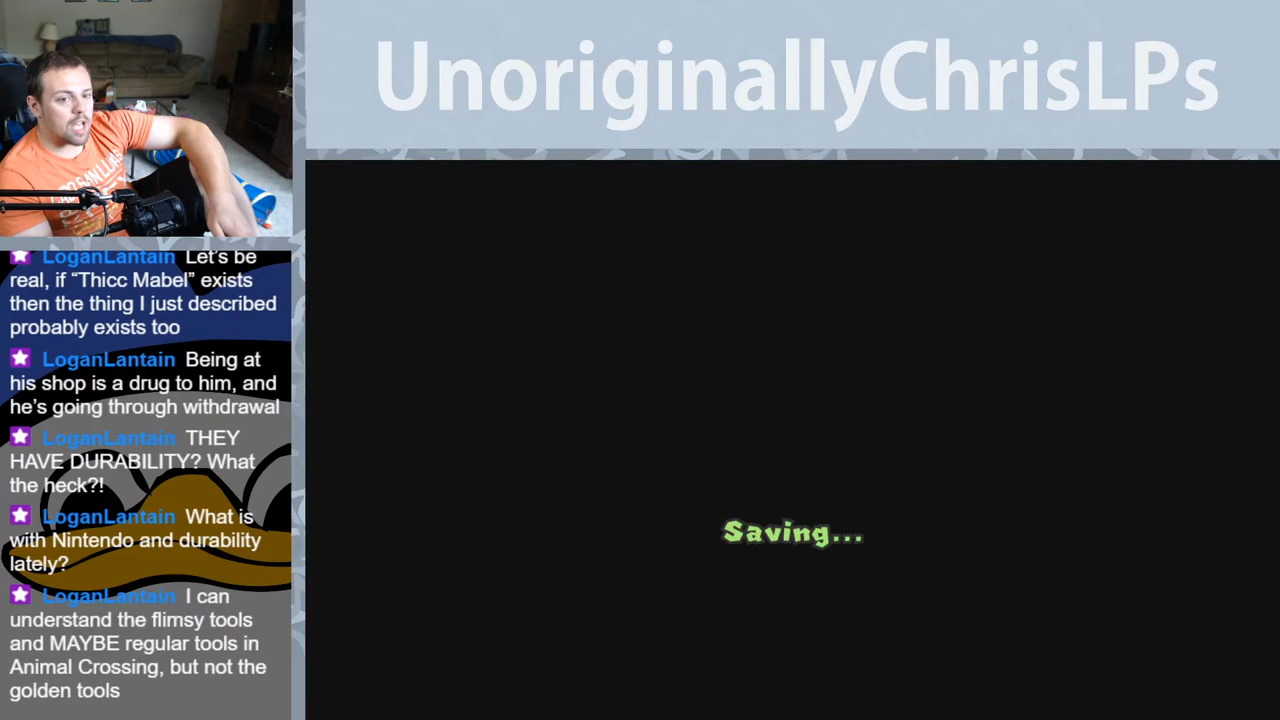 UnoriginallyChrisLPs
LoganLantain Let's be
real, if “Thicc Mabel” exists
then the thing I just described
probably exists too
LoganLantain Being at
his shop is a drug to him, and
he's going through withdrawal
LoganLantain THEY
HAVE DURABILITY? What
the heck?!
LoganLantain What is
with Nintendo and durability
lately?
LoganLantain I can
understand the flimsy tools
and MAYBE regular tools in
Animal Crossing, but not the
golden tools
Saving...